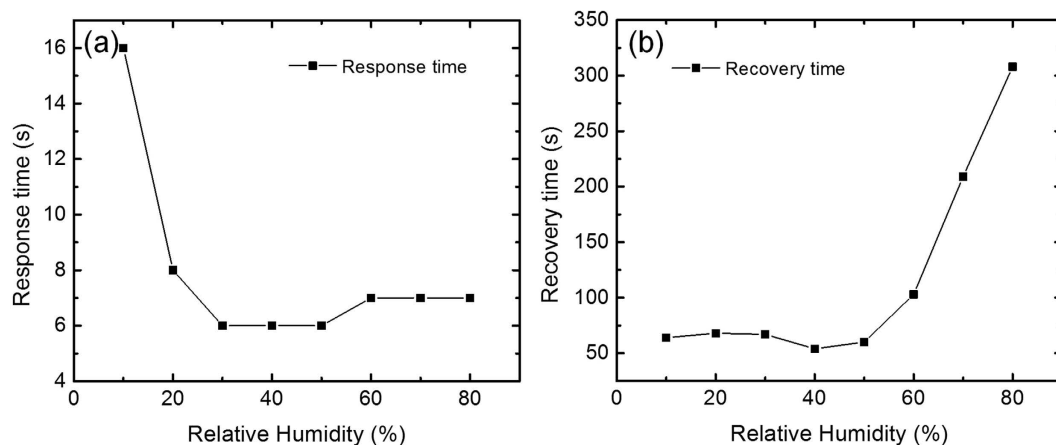 (a)
Response time
16
14
12
10
8
6
4
0 20 40 60 80
Response time (s)
Relative Humidity (%)
(b)
Recovery time
350
300
250
200
150
100
50
0 20 40 60 80
Recovery time (s)
Relative Humidity (%)